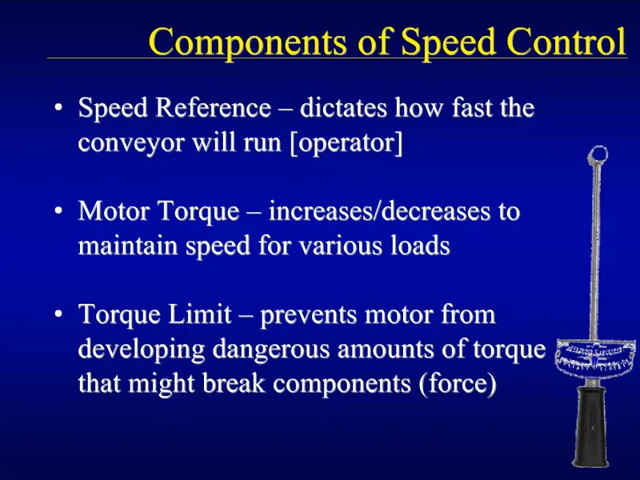 Components of Speed Control
• Speed Reference – dictates how fast the
conveyor will run [operator]
• Motor Torque – increases/decreases to
maintain speed for various loads
• Torque Limit – prevents motor from
developing dangerous amounts of torque
that might break components (force)